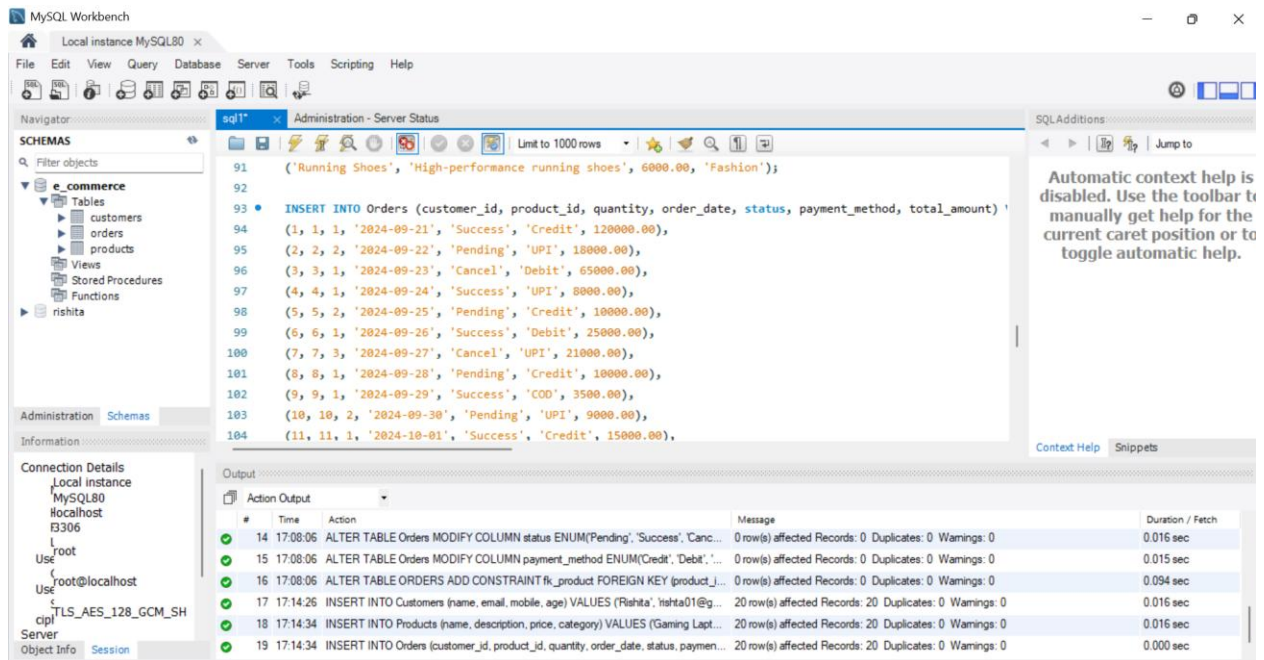 MySQL Workbench
Local instance MySQL80
File Edit View Query Database Server Tools Scripting Help
Navigator
SCHEMAS
Filter objects
e_commerce
Tables
customers
orders
products
Views
Stored Procedures
Functions
rishita
Administration Schemas
Information
Connection Details
Local instance
MySQL80
localhost
3306
Use root
Use root@localhost
cipl TLS_AES_128_GCM_SH
Server
Object Info Session
sql1* Administration - Server Status
Limit to 1000 rows
91 ('Running Shoes', 'High-performance running shoes', 6000.00, 'Fashion');
92
93 INSERT INTO Orders (customer_id, product_id, quantity, order_date, status, payment_method, total_amount)
94 (1, 1, 1, '2024-09-21', 'Success', 'Credit', 120000.00),
95 (2, 2, 2, '2024-09-22', 'Pending', 'UPI', 18000.00),
96 (3, 3, 1, '2024-09-23', 'Cancel', 'Debit', 65000.00),
97 (4, 4, 1, '2024-09-24', 'Success', 'UPI', 8000.00),
98 (5, 5, 2, '2024-09-25', 'Pending', 'Credit', 10000.00),
99 (6, 6, 1, '2024-09-26', 'Success', 'Debit', 25000.00),
100 (7, 7, 3, '2024-09-27', 'Cancel', 'UPI', 21000.00),
101 (8, 8, 1, '2024-09-28', 'Pending', 'Credit', 10000.00),
102 (9, 9, 1, '2024-09-29', 'Success', 'COD', 3500.00),
103 (10, 10, 2, '2024-09-30', 'Pending', 'UPI', 9000.00),
104 (11, 11, 1, '2024-10-01', 'Success', 'Credit', 15000.00),
SQLAdditions
Jump to
Automatic context help is
disabled. Use the toolbar to
manually get help for the
current caret position or to
toggle automatic help.
Context Help Snippets
Output
Action Output
# Time Action Message Duration / Fetch
14 17:08:06 ALTER TABLE Orders MODIFY COLUMN status ENUM('Pending', 'Success', 'Canc... 0 row(s) affected Records: 0 Duplicates: 0 Warnings: 0 0.016 sec
15 17:08:06 ALTER TABLE Orders MODIFY COLUMN payment_method ENUM('Credit', 'Debit', '... 0 row(s) affected Records: 0 Duplicates: 0 Warnings: 0 0.015 sec
16 17:08:06 ALTER TABLE ORDERS ADD CONSTRAINT fk_product FOREIGN KEY (product_i... 0 row(s) affected Records: 0 Duplicates: 0 Warnings: 0 0.094 sec
17 17:14:26 INSERT INTO Customers (name, email, mobile, age) VALUES ('Rishita', 'rishta01@g... 20 row(s) affected Records: 20 Duplicates: 0 Warnings: 0 0.016 sec
18 17:14:34 INSERT INTO Products (name, description, price, category) VALUES ('Gaming Lapt... 20 row(s) affected Records: 20 Duplicates: 0 Warnings: 0 0.016 sec
19 17:14:34 INSERT INTO Orders (customer_id, product_id, quantity, order_date, status, paymen... 20 row(s) affected Records: 20 Duplicates: 0 Warnings: 0 0.000 sec